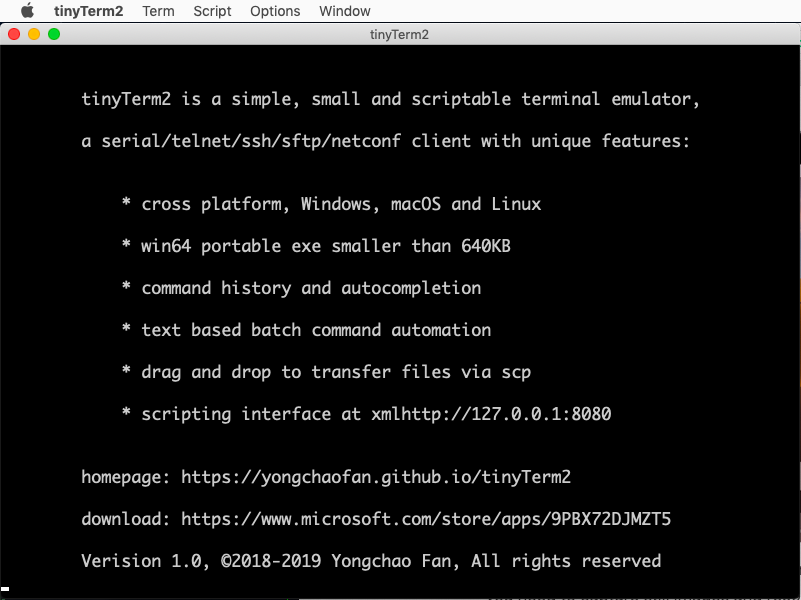 tinyTerm2 Term Script Options Window
tinyTerm2
tinyTerm2 is a simple, small and scriptable terminal emulator,
a serial/telnet/ssh/sftp/netconf client with unique features:
* cross platform, Windows, macOS and Linux
* win64 portable exe smaller than 640KB
* command history and autocompletion
* text based batch command automation
* drag and drop to transfer files via scp
* scripting interface at xmlhttp://127.0.0.1:8080
homepage: https://yongchaofan.github.io/tinyTerm2
download: https://www.microsoft.com/store/apps/9PBX72DJMZT5
Verision 1.0, ©2018-2019 Yongchao Fan, All rights reserved